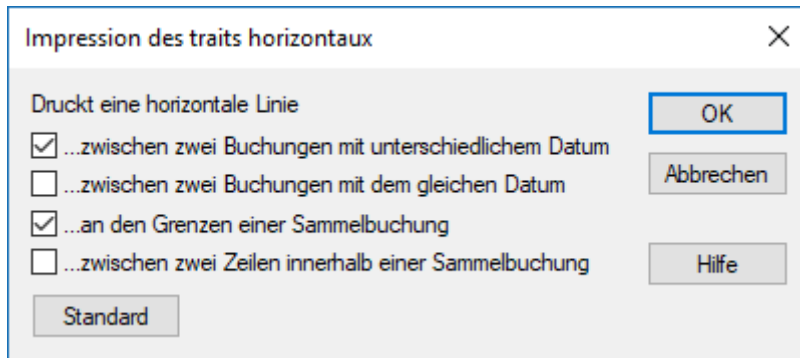 Impression des traits horizontaux
Druckt eine horizontale Linie
OK
...zwischen zwei Buchungen mit unterschiedlichem Datum
...zwischen zwei Buchungen mit dem gleichen Datum
Abbrechen
...an den Grenzen einer Sammelbuchung
...zwischen zwei Zeilen innerhalb einer Sammelbuchung
Hilfe
Standard